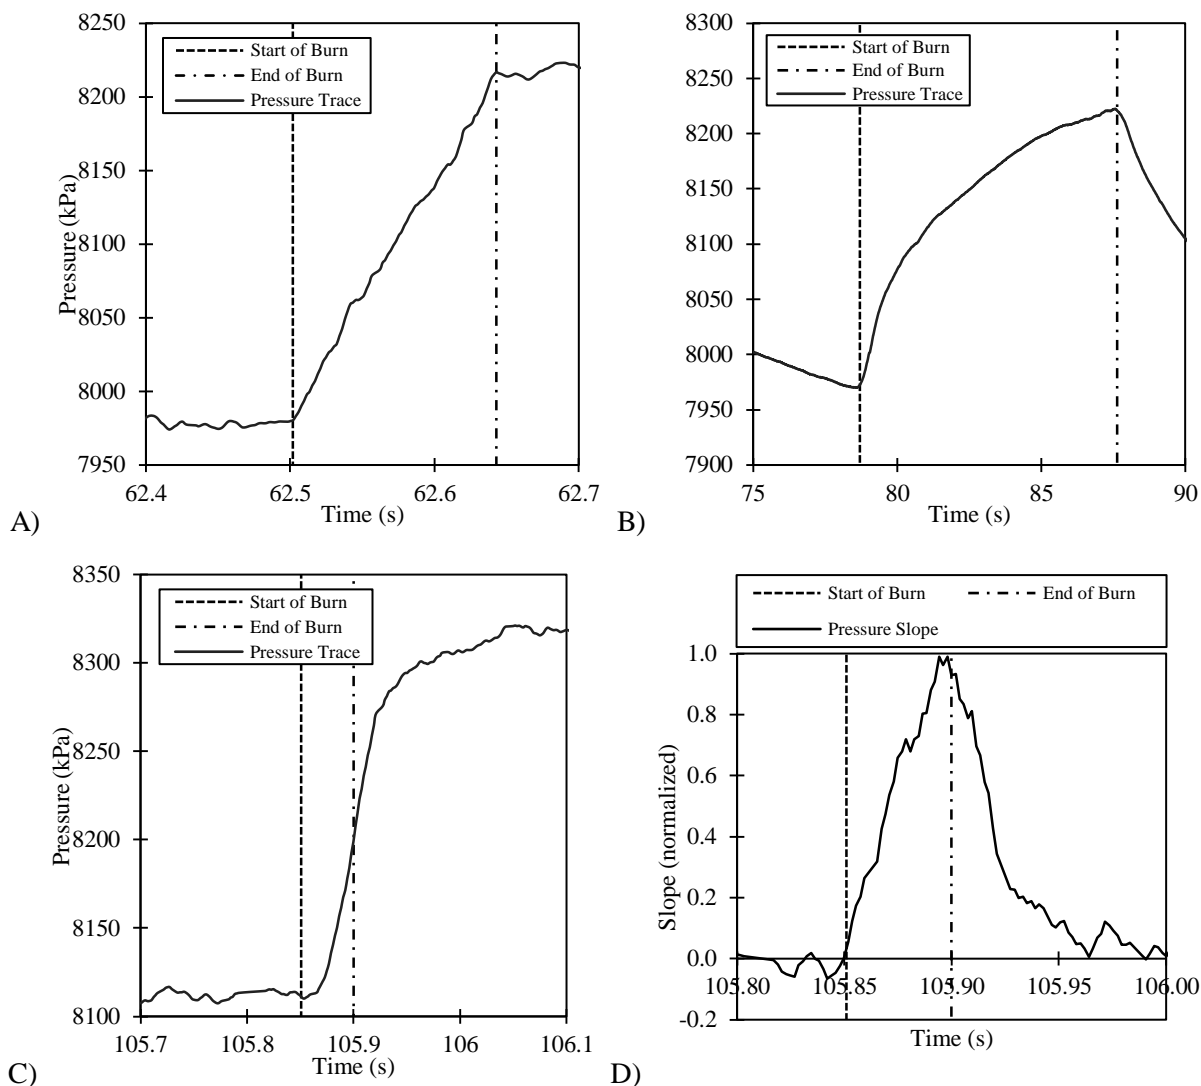 8250
8200
8150
8100
8050
8000
7950
Pressure (kPa)
Start of Burn
End of Burn
Pressure Trace
62.4 62.5 62.6 62.7
Time (s)
A)
8300
8250
8200
8150
8100
8050
8000
7950
7900
Pressure (kPa)
Start of Burn
End of Burn
Pressure Trace
75 80 85 90
Time (s)
B)
8350
8300
8250
8200
8150
8100
Pressure (kPa)
Start of Burn
End of Burn
Pressure Trace
105.7 105.8 105.9 106 106.1
Time (s)
C)
Start of Burn End of Burn
Pressure Slope
1.0
0.8
0.6
0.4
0.2
0.0
-0.2
Slope (normalized)
105.80 105.85 105.90 105.95 106.00
Time (s)
D)